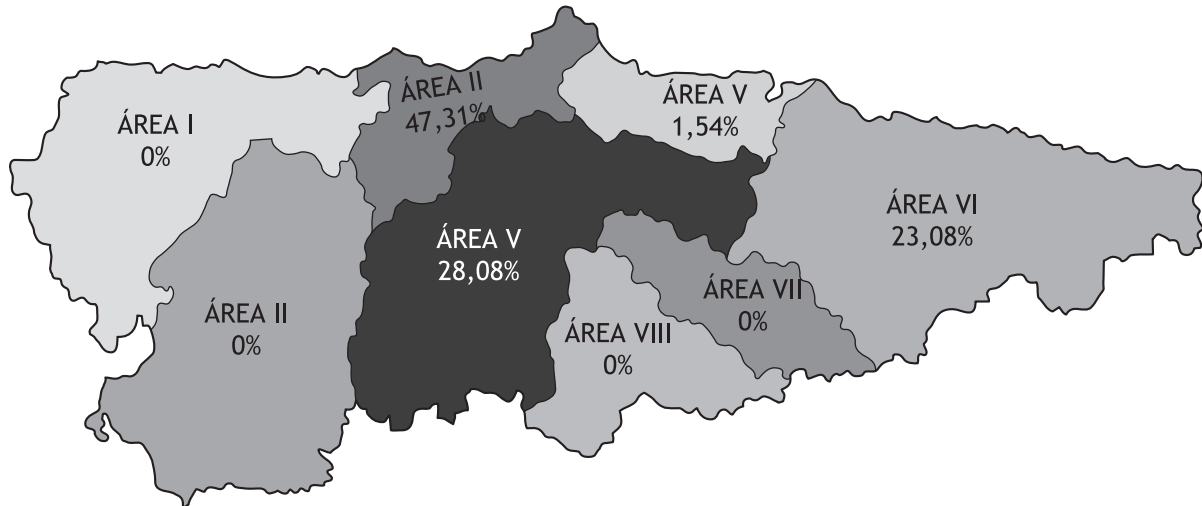 ÁREA I
0%
ÁREA II
47,31%
ÁREA V
1,54%
ÁREA VI
23,08%
ÁREA V
28,08%
ÁREA II
0%
ÁREA VII
0%
ÁREA VIII
0%